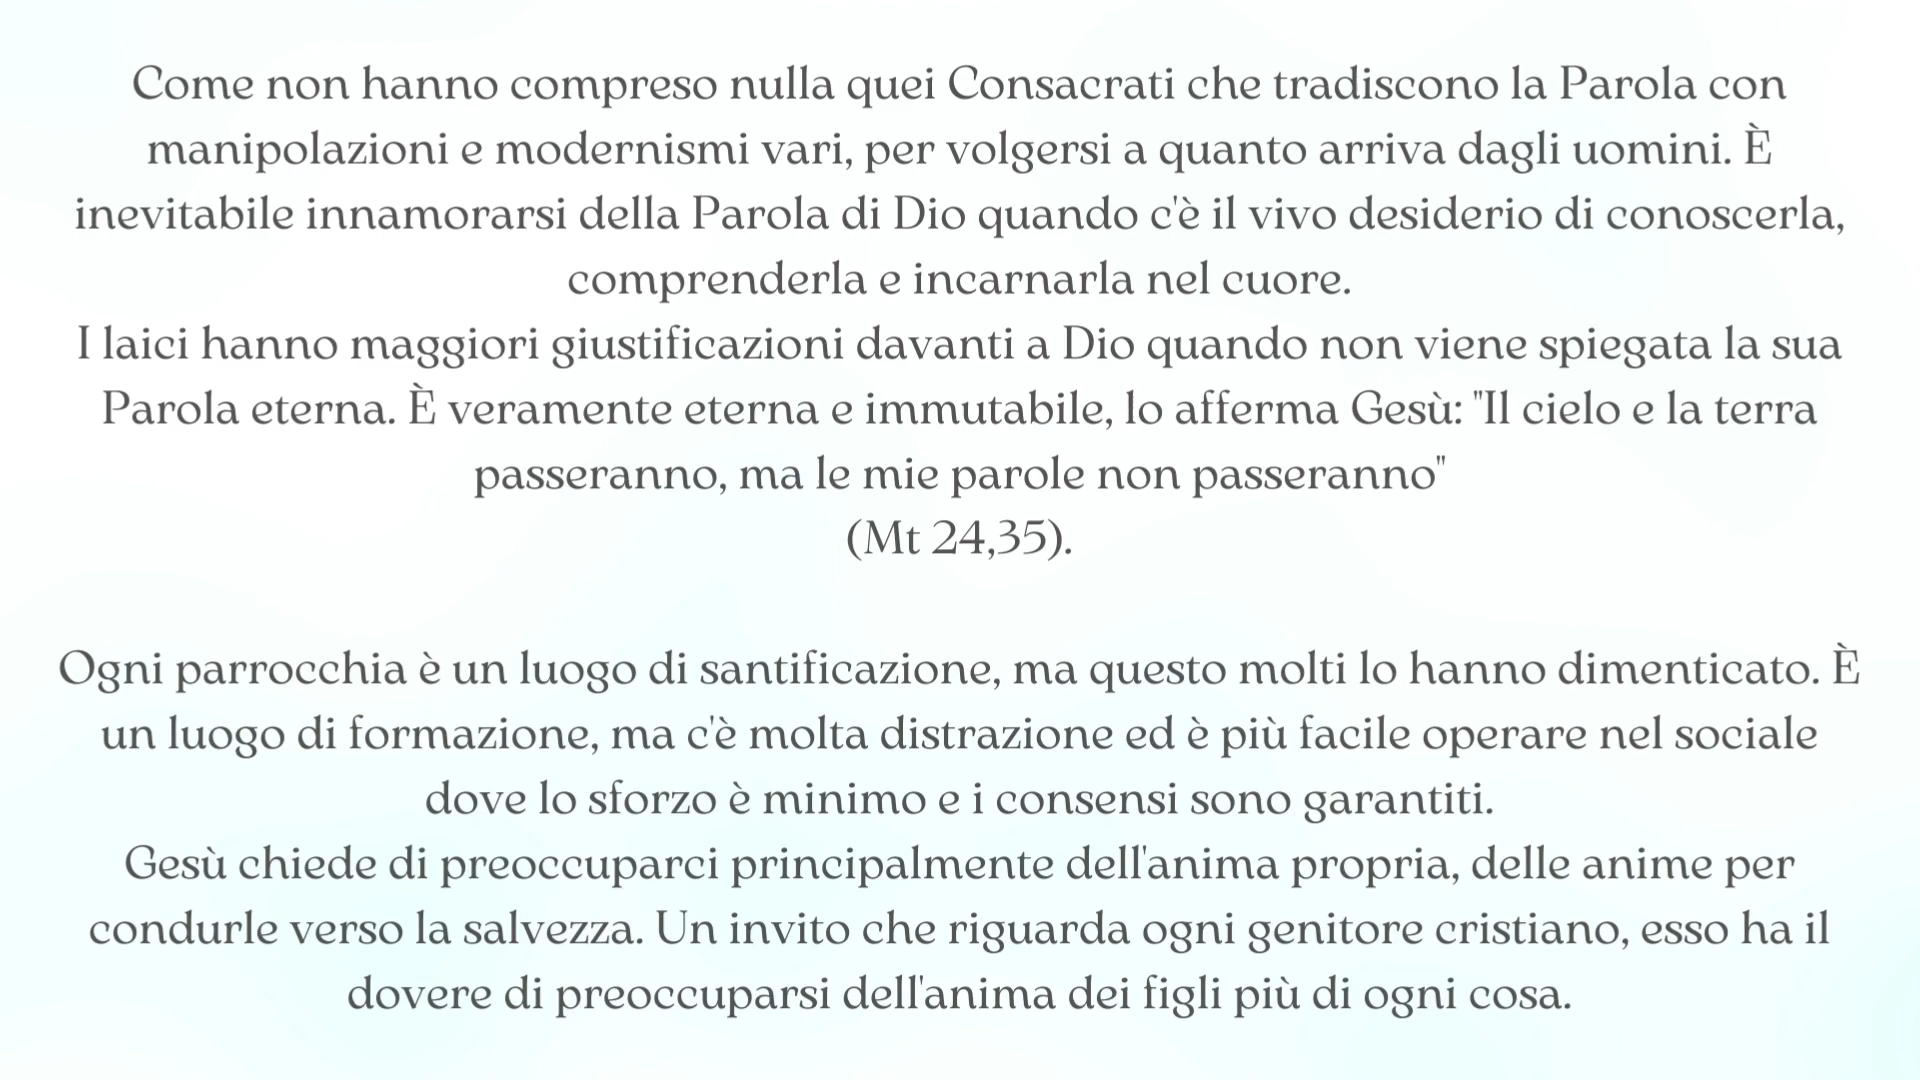 Come non hanno compreso nulla quei Consacrati che tradiscono la Parola con
manipolazioni e modernismi vari, per volgersi a quanto arriva dagli uomini. È
inevitabile innamorarsi della Parola di Dio quando c'è il vivo desiderio di conoscerla,
comprenderla e incarnarla nel cuore.
I laici hanno maggiori giustificazioni davanti a Dio quando non viene spiegata la sua
Parola eterna. È veramente eterna e immutabile, lo afferma Gesù: "Il cielo e la terra
passeranno, ma le mie parole non passeranno"
(Mt 24,35).
Ogni parrocchia è un luogo di santificazione, ma questo molti lo hanno dimenticato. È
un luogo di formazione, ma c'è molta distrazione ed è più facile operare nel sociale
dove lo sforzo è minimo e i consensi sono garantiti.
Gesù chiede di preoccuparci principalmente dell'anima propria, delle anime per
condurle verso la salvezza. Un invito che riguarda ogni genitore cristiano, esso ha il
dovere di preoccuparsi dell'anima dei figli più di ogni cosa.